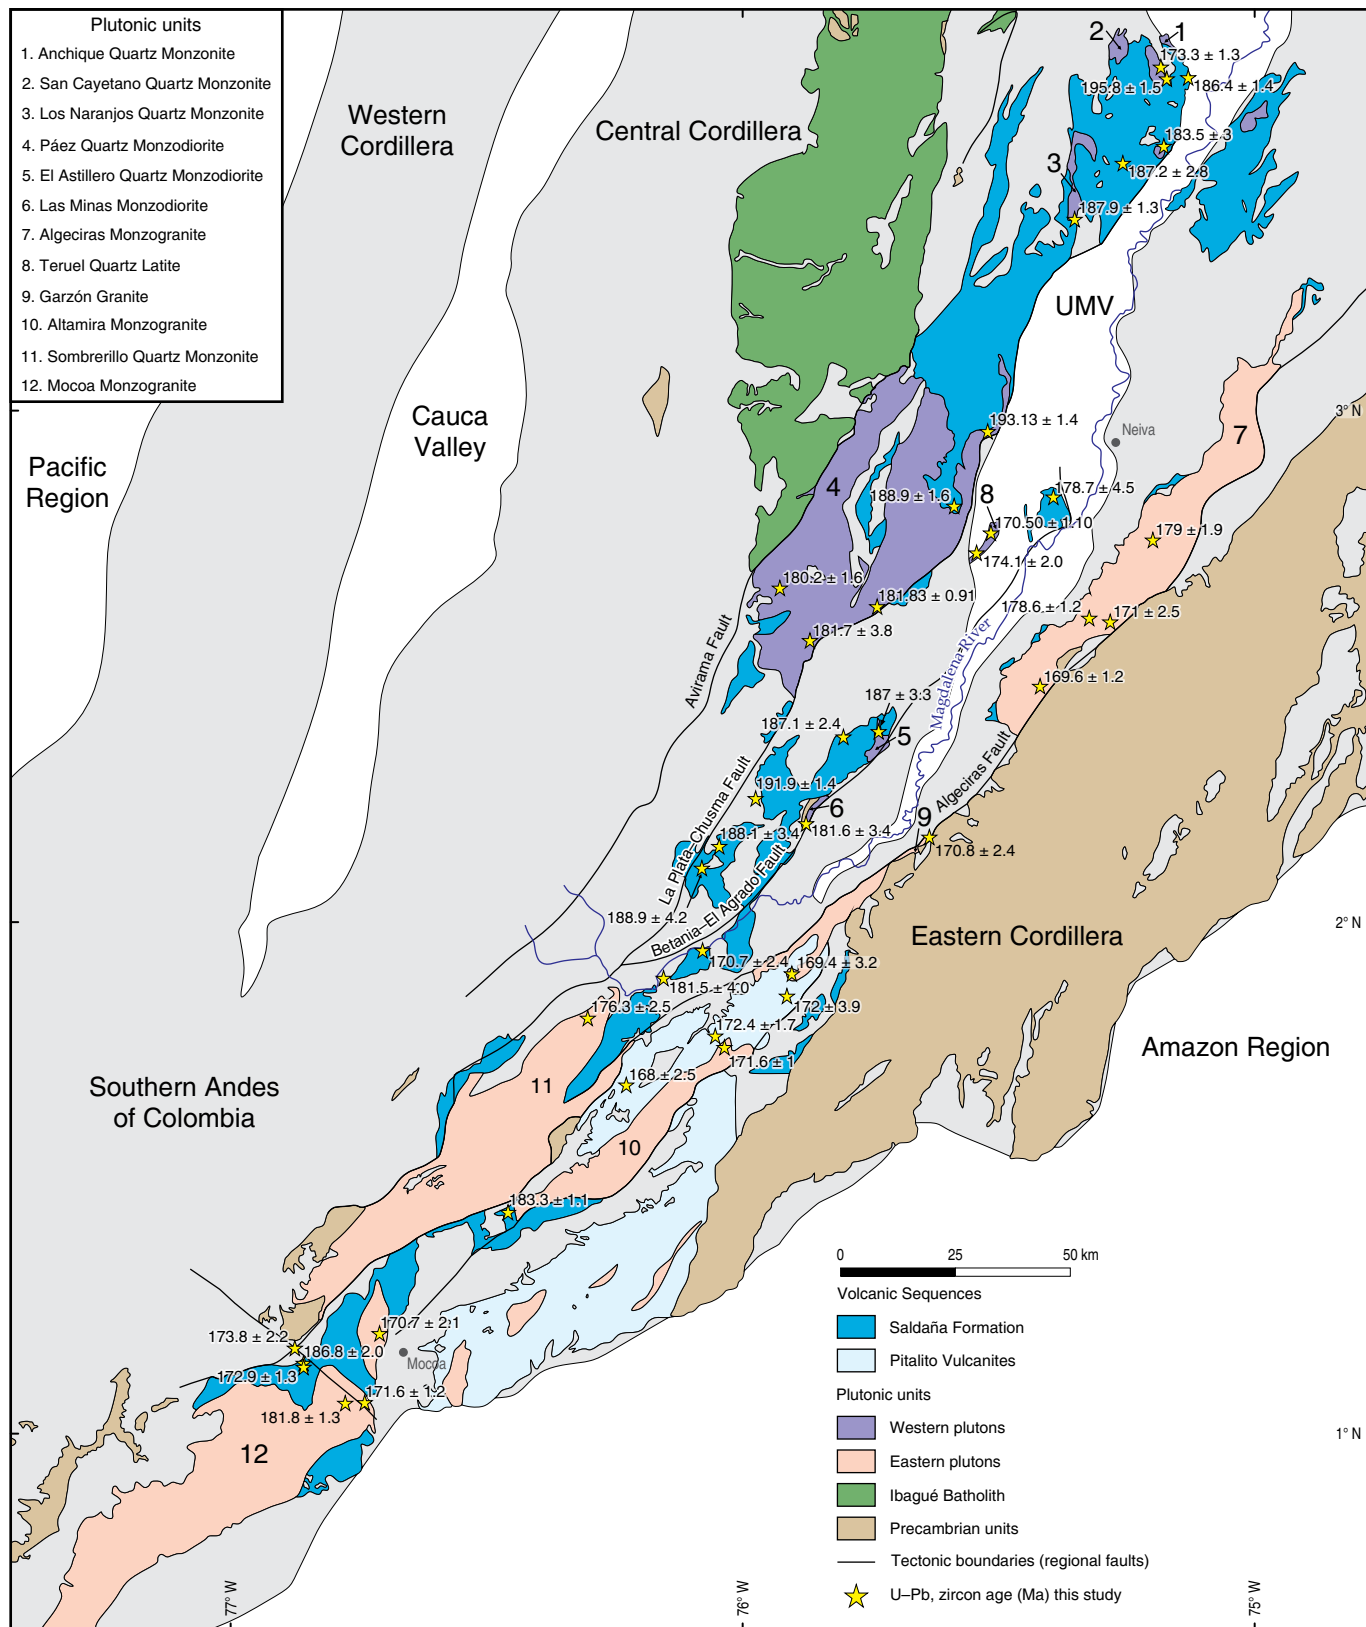 Plutonic units
1. Anchique Quartz Monzonite
2. San Cayetano Quartz Monzonite
3. Los Naranjos Quartz Monzonite
4. Páez Quartz Monzodiorite
5. El Astillero Quartz Monzodiorite
6. Las Minas Monzodiorite
7. Algeciras Monzogranite
8. Teruel Quartz Latite
9. Garzón Granite
10. Altamira Monzogranite
11. Sombrerillo Quartz Monzonite
12. Mocoa Monzogranite
Western
Cordillera
Central Cordillera
2
1
173.3 ± 1.3
195.8 ± 1.5
186.4 ± 1.4
183.5 ± 3
187.2 ± 2.8
3
187.9 ± 1.3
UMV
Cauca
Valley
Pacific
Region
193.13 ± 1.4
Neiva
3° N
7
4
188.9 ± 1.6
8
178.7 ± 4.5
170.50 ± 1.10
174.1 ± 2.0
179 ± 1.9
180.2 ± 1.6
181.83 ± 0.91
178.6 ± 1.2
171 ± 2.5
181.7 ± 3.8
Avirama Fault
Magdalena River
169.6 ± 1.2
187 ± 3.3
187.1 ± 2.4
5
La Plata–Chusma Fault
191.9 ± 1.4
Algeciras Fault
6
9
188.1 ± 3.4
181.6 ± 3.4
170.8 ± 2.4
Betania–El Agrado Fault
188.9 ± 4.2
2° N
Eastern Cordillera
170.7 ± 2.4
169.4 ± 3.2
181.5 ± 4.0
172 ± 3.9
176.3 ± 2.5
172.4 ± 1.7
171.6 ± 1
Amazon Region
168 ± 2.5
Southern Andes
of Colombia
11
10
183.3 ± 1.1
0 25 50 km
Volcanic Sequences
Saldaña Formation
Pitalito Vulcanites
Plutonic units
Western plutons
Eastern plutons
Ibagué Batholith
Precambrian units
Tectonic boundaries (regional faults)
U–Pb, zircon age (Ma) this study
170.7 ± 2.1
173.8 ± 2.2
186.8 ± 2.0
Mocoa
172.9 ± 1.3
171.6 ± 1.2
181.8 ± 1.3
12
1° N
77° W
76° W
75° W